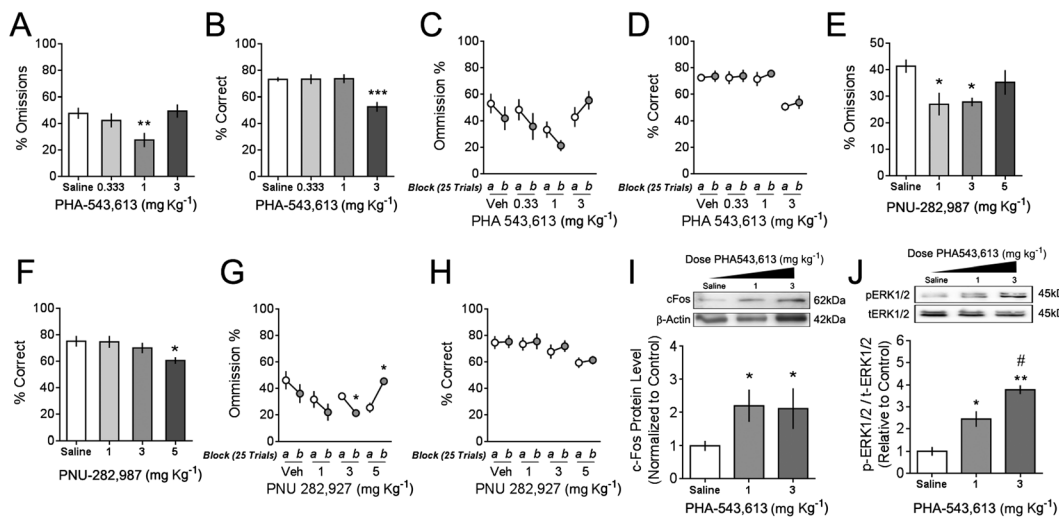 A
100
80
60
40
20
0
% Omissions
**
Saline 0.333 1 3
PHA-543,613 (mg Kg-1)
B
100
80
60
40
20
0
% Correct
***
Saline 0.333 1 3
PHA-543,613 (mg Kg-1)
C
100
80
60
40
20
0
Ommission %
Block (25 Trials) a b a b a b a b
Veh 0.33 1 3
PHA 543,613 (mg Kg-1)
D
100
80
60
40
20
0
% Correct
Block (25 Trials) a b a b a b a b
Veh 0.33 1 3
PHA 543,613 (mg Kg-1)
E
50
40
30
20
10
0
% Omissions
* *
Saline 1 3 5
PNU-282,987 (mg Kg-1)
F
100
80
60
40
20
0
% Correct
*
Saline 1 3 5
PNU-282,987 (mg Kg-1)
G
100
80
60
40
20
0
Ommission %
* *
Block (25 Trials) a b a b a b a b
Veh 1 3 5
PNU 282,927 (mg Kg-1)
H
100
80
60
40
20
0
% Correct
Block (25 Trials) a b a b a b a b
Veh 1 3 5
PNU 282,927 (mg Kg-1)
I
Dose PHA543,613 (mg kg-1)
Saline 1 3
cFos 62kDa
β-Actin 42kDa
4
3
2
1
0
c-Fos Protein Level
(Normalized to Control)
* *
Saline 1 3
PHA-543,613 (mg Kg-1)
J
Dose PHA543,613 (mg kg-1)
Saline 1 3
pERK1/2 45kD
tERK1/2 45kD
6
4
2
0
p-ERK1/2 / t-ERK1/2
(Relative to Control)
#
* **
Saline 1 3
PHA-543,613 (mg Kg-1)